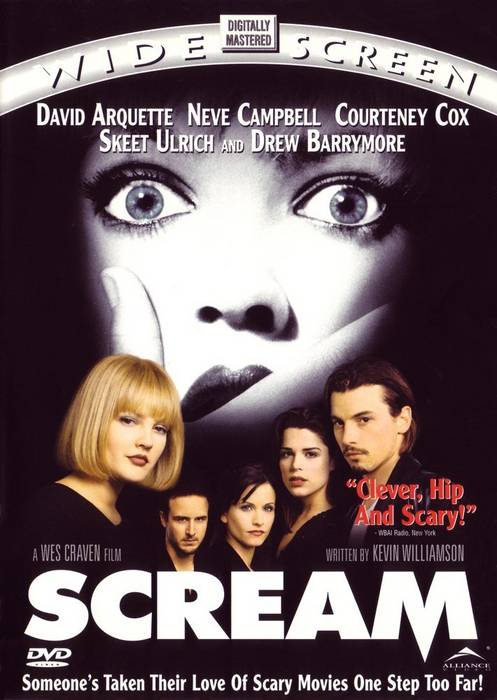 DIGITALLY
MASTERED
WIDE SCREEN
DAVID ARQUETTE NEVE CAMPBELL COURTENEY COX
SKEET ULRICH AND DREW BARRYMORE
"Clever, Hip
And Scary!"
- WBAI Radio, New York
A WES CRAVEN FILM
WRITTEN BY KEVIN WILLIAMSON
SCREAM
DVD
VIDEO
ALLIANCE
VIDEO
Someone's Taken Their Love Of Scary Movies One Step Too Far!